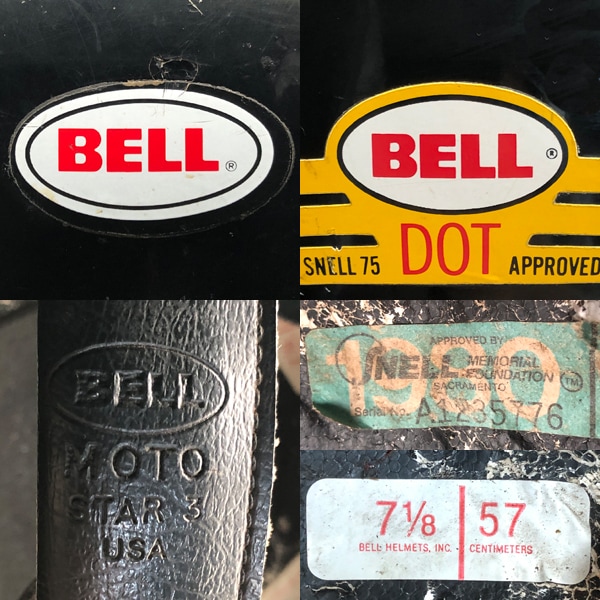 BELL®
BELL®
SNELL 75 DOT APPROVED
BELL
MOTO
STAR 3
USA
1980
APPROVED BY
SNELL MEMORIAL FOUNDATION ™
SACRAMENTO
Serial No. A1235776
7⅛ 57
BELL HELMETS, INC. CENTIMETERS